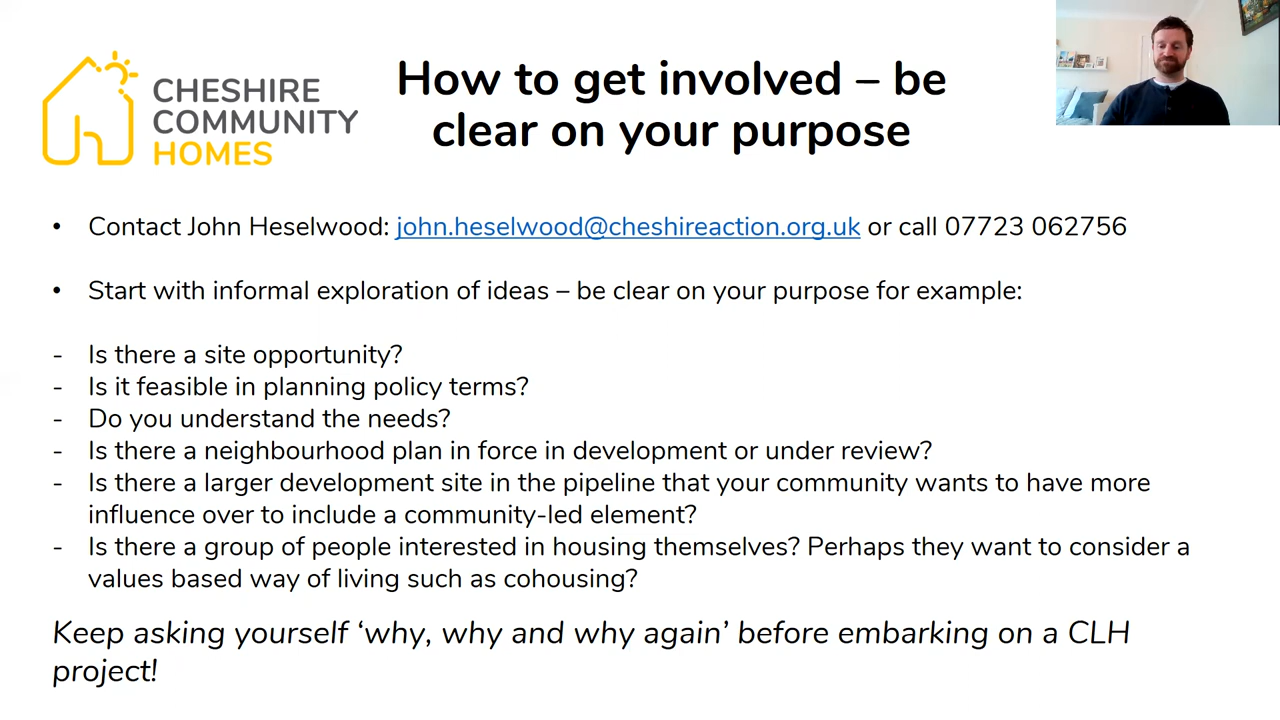 CHESHIRE
COMMUNITY
HOMES
How to get involved – be
clear on your purpose
• Contact John Heselwood: john.heselwood@cheshireaction.org.uk or call 07723 062756
• Start with informal exploration of ideas – be clear on your purpose for example:
- Is there a site opportunity?
- Is it feasible in planning policy terms?
- Do you understand the needs?
- Is there a neighbourhood plan in force in development or under review?
- Is there a larger development site in the pipeline that your community wants to have more
influence over to include a community-led element?
- Is there a group of people interested in housing themselves? Perhaps they want to consider a
values based way of living such as cohousing?
Keep asking yourself ‘why, why and why again’ before embarking on a CLH
project!